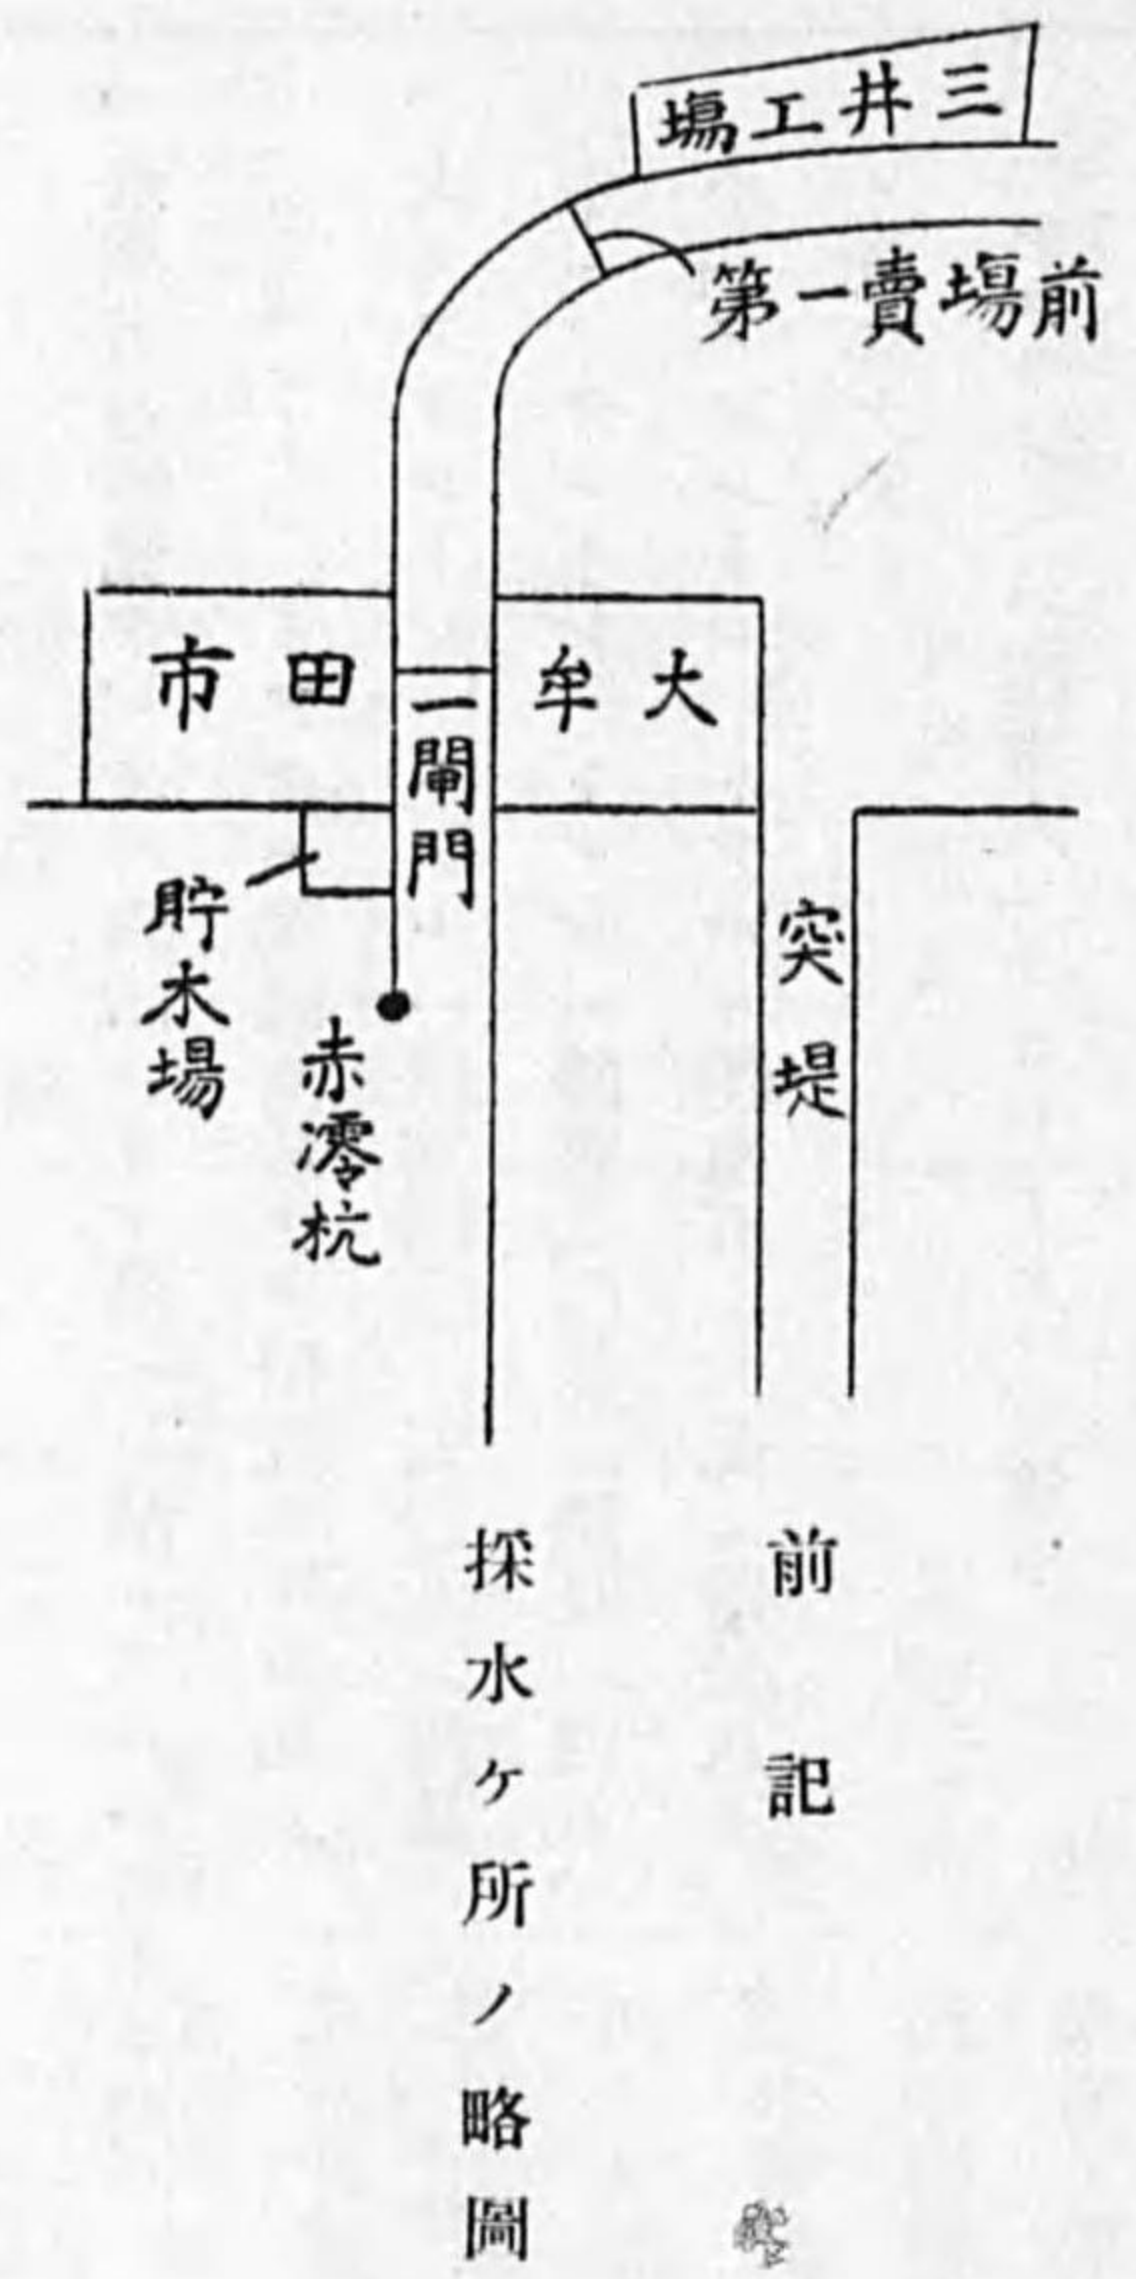 三井工塲
第一賣場前
大牟田市
一閘門
貯木場
赤澪杭
突堤
前記
採水ケ所ノ略圖